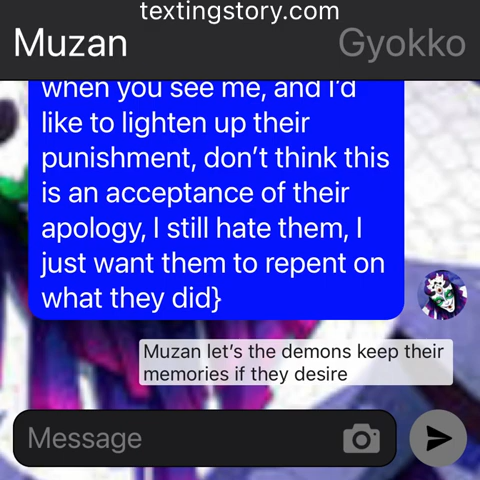 textingstory.com
Muzan Gyokko
when you see me, and I'd
like to lighten up their
punishment, don't think this
is an acceptance of their
apology, I still hate them, I
just want them to repent on
what they did}
Muzan let's the demons keep their
memories if they desire
Message